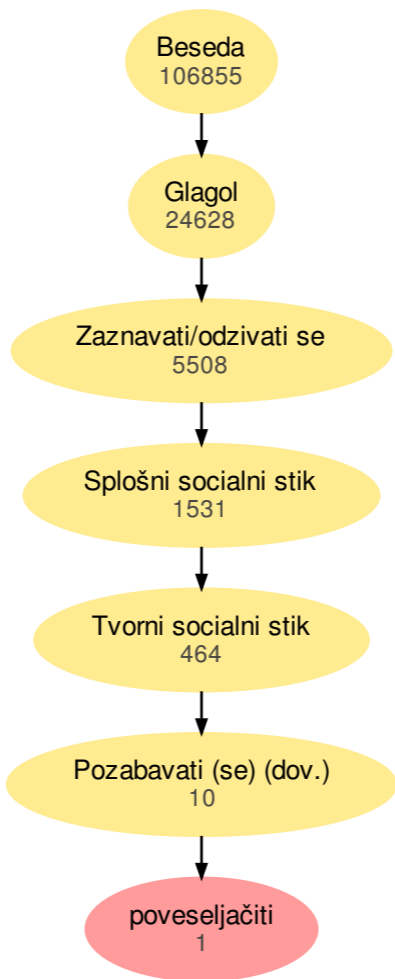 Beseda
106855
Glagol
24628
Zaznavati/odzivati se
5508
Splošni socialni stik
1531
Tvorni socialni stik
464
Pozabavati (se) (dov.)
10
poveseljačiti
1